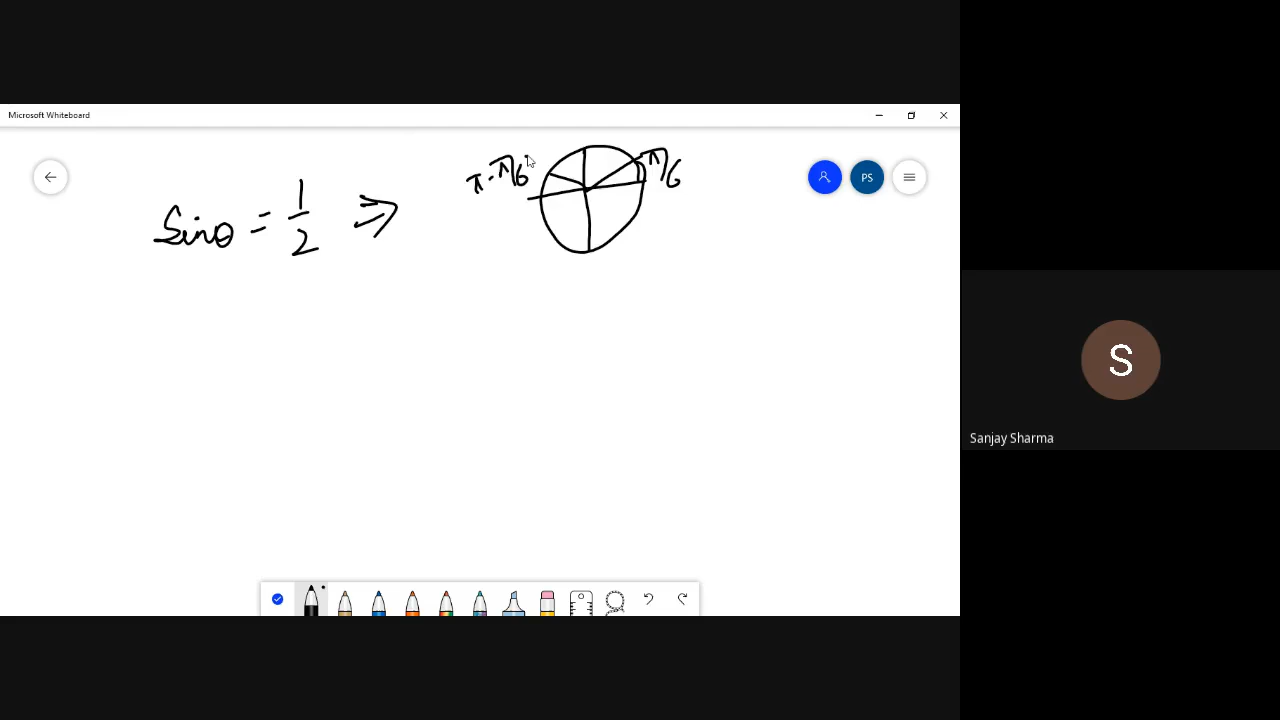 Microsoft Whiteboard
π - π/6
π/6
PS
Sinθ = 1/2 ⇒
S
Sanjay Sharma